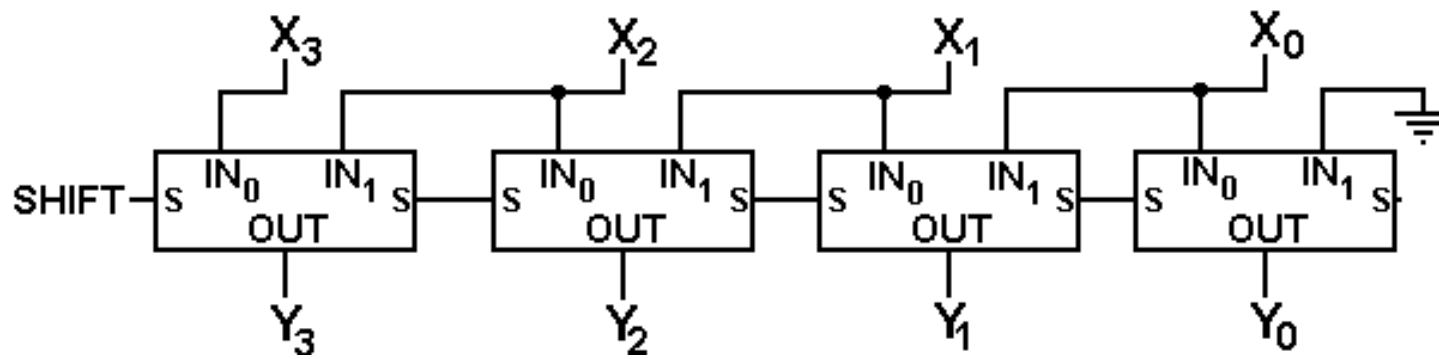 X₃ X₂ X₁ X₀
SHIFT S IN₀ IN₁ S S IN₀ IN₁ S S IN₀ IN₁ S S IN₀ IN₁ S
OUT OUT OUT OUT
Y₃ Y₂ Y₁ Y₀